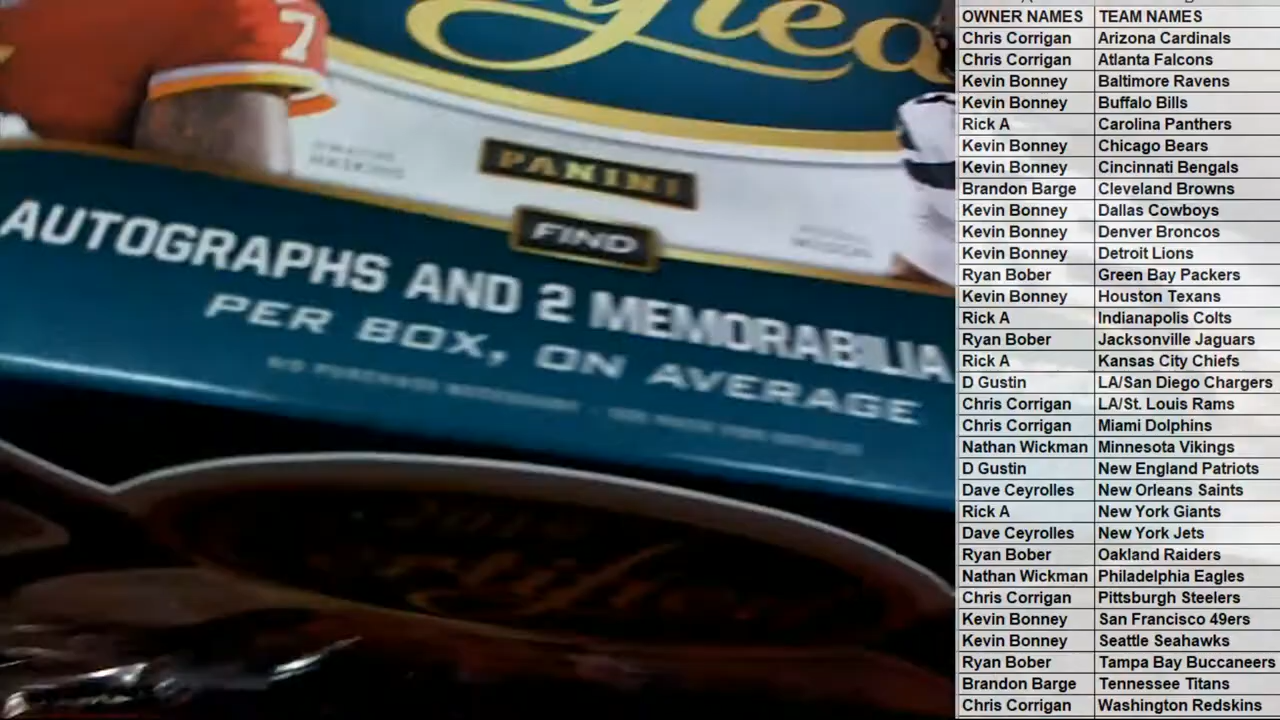 7
PANINI
FIND
AUTOGRAPHS AND 2 MEMORABILIA
PER BOX, ON AVERAGE
OWNER NAMES TEAM NAMES
Chris Corrigan Arizona Cardinals
Chris Corrigan Atlanta Falcons
Kevin Bonney Baltimore Ravens
Kevin Bonney Buffalo Bills
Rick A Carolina Panthers
Kevin Bonney Chicago Bears
Kevin Bonney Cincinnati Bengals
Brandon Barge Cleveland Browns
Kevin Bonney Dallas Cowboys
Kevin Bonney Denver Broncos
Kevin Bonney Detroit Lions
Ryan Bober Green Bay Packers
Kevin Bonney Houston Texans
Rick A Indianapolis Colts
Ryan Bober Jacksonville Jaguars
Rick A Kansas City Chiefs
D Gustin LA/San Diego Chargers
Chris Corrigan LA/St. Louis Rams
Chris Corrigan Miami Dolphins
Nathan Wickman Minnesota Vikings
D Gustin New England Patriots
Dave Ceyrolles New Orleans Saints
Rick A New York Giants
Dave Ceyrolles New York Jets
Ryan Bober Oakland Raiders
Nathan Wickman Philadelphia Eagles
Chris Corrigan Pittsburgh Steelers
Kevin Bonney San Francisco 49ers
Kevin Bonney Seattle Seahawks
Ryan Bober Tampa Bay Buccaneers
Brandon Barge Tennessee Titans
Chris Corrigan Washington Redskins